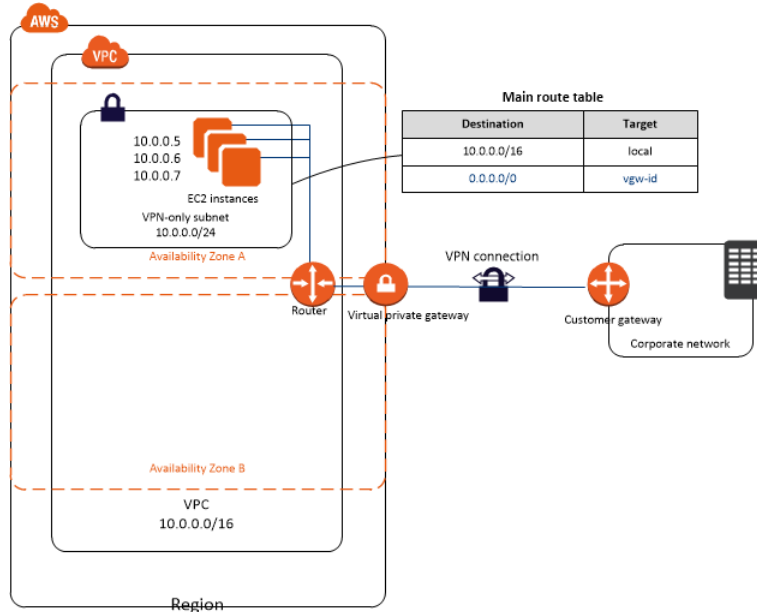 AWS
VPC
10.0.0.5
10.0.0.6
10.0.0.7
EC2 instances
VPN-only subnet
10.0.0.0/24
Availability Zone A
Main route table
Destination Target
10.0.0.0/16 local
0.0.0.0/0 vgw-id
Router
Virtual private gateway
VPN connection
Customer gateway
Corporate network
Availability Zone B
VPC
10.0.0.0/16
Region